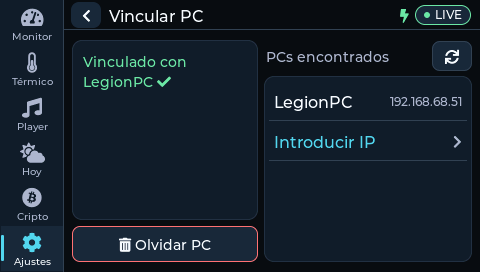 Monitor
Térmico
Player
Hoy
Cripto
Ajustes
Vincular PC
LIVE
Vinculado con
LegionPC
Olvidar PC
PCs encontrados
LegionPC 192.168.68.51
Introducir IP